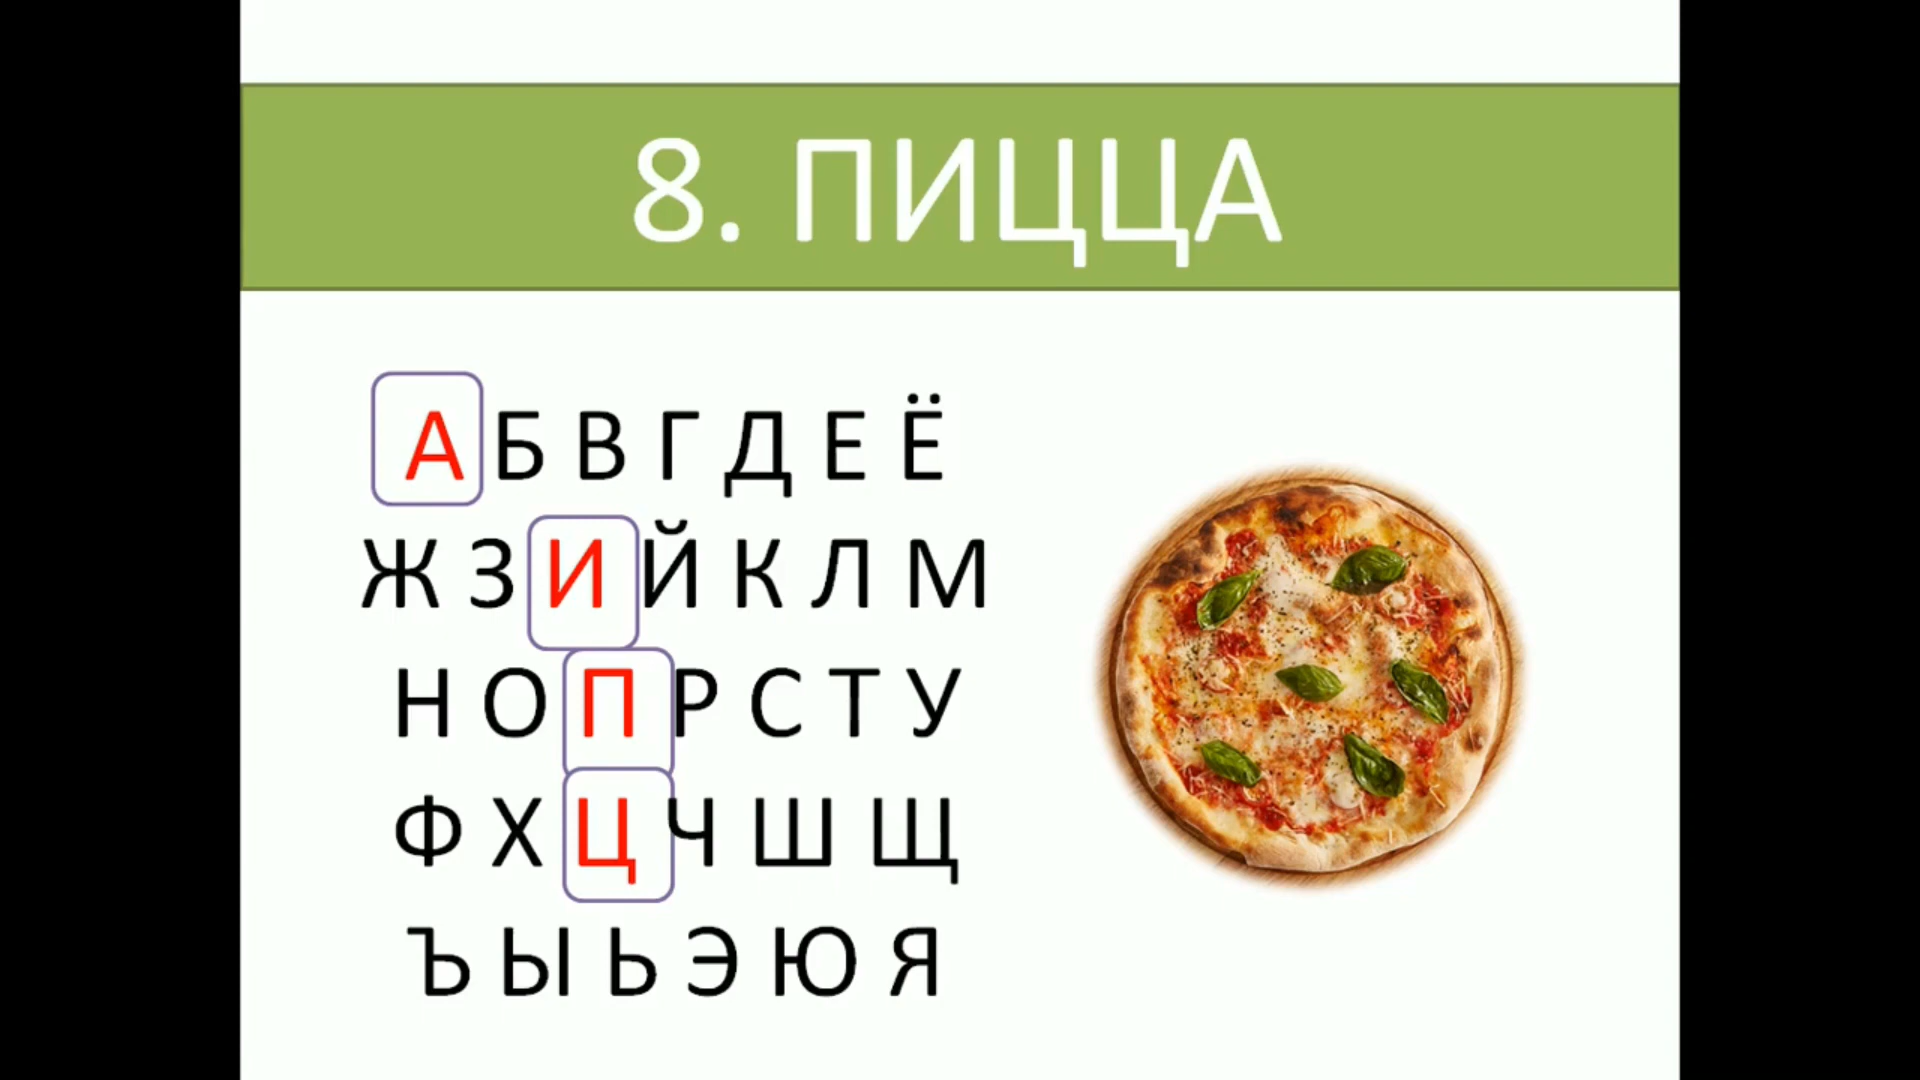 8. ПИЦЦА
А Б В Г Д Е Ё
Ж З И Й К Л М
Н О П Р С Т У
Ф Х Ц Ч Ш Щ
Ъ Ы Ь Э Ю Я